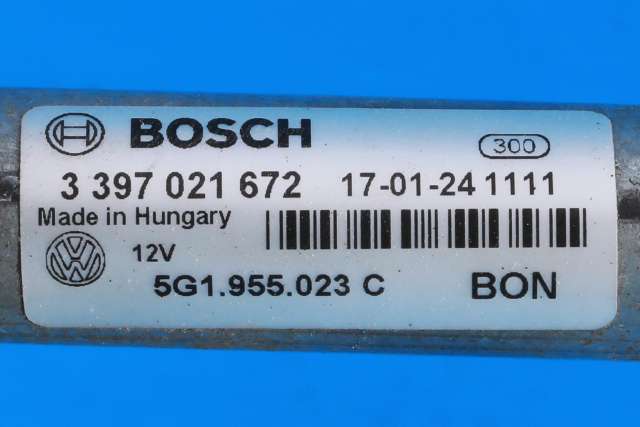 BOSCH
300
3 397 021 672 17-01-24 1111
Made in Hungary
12V
5G1.955.023 C BON